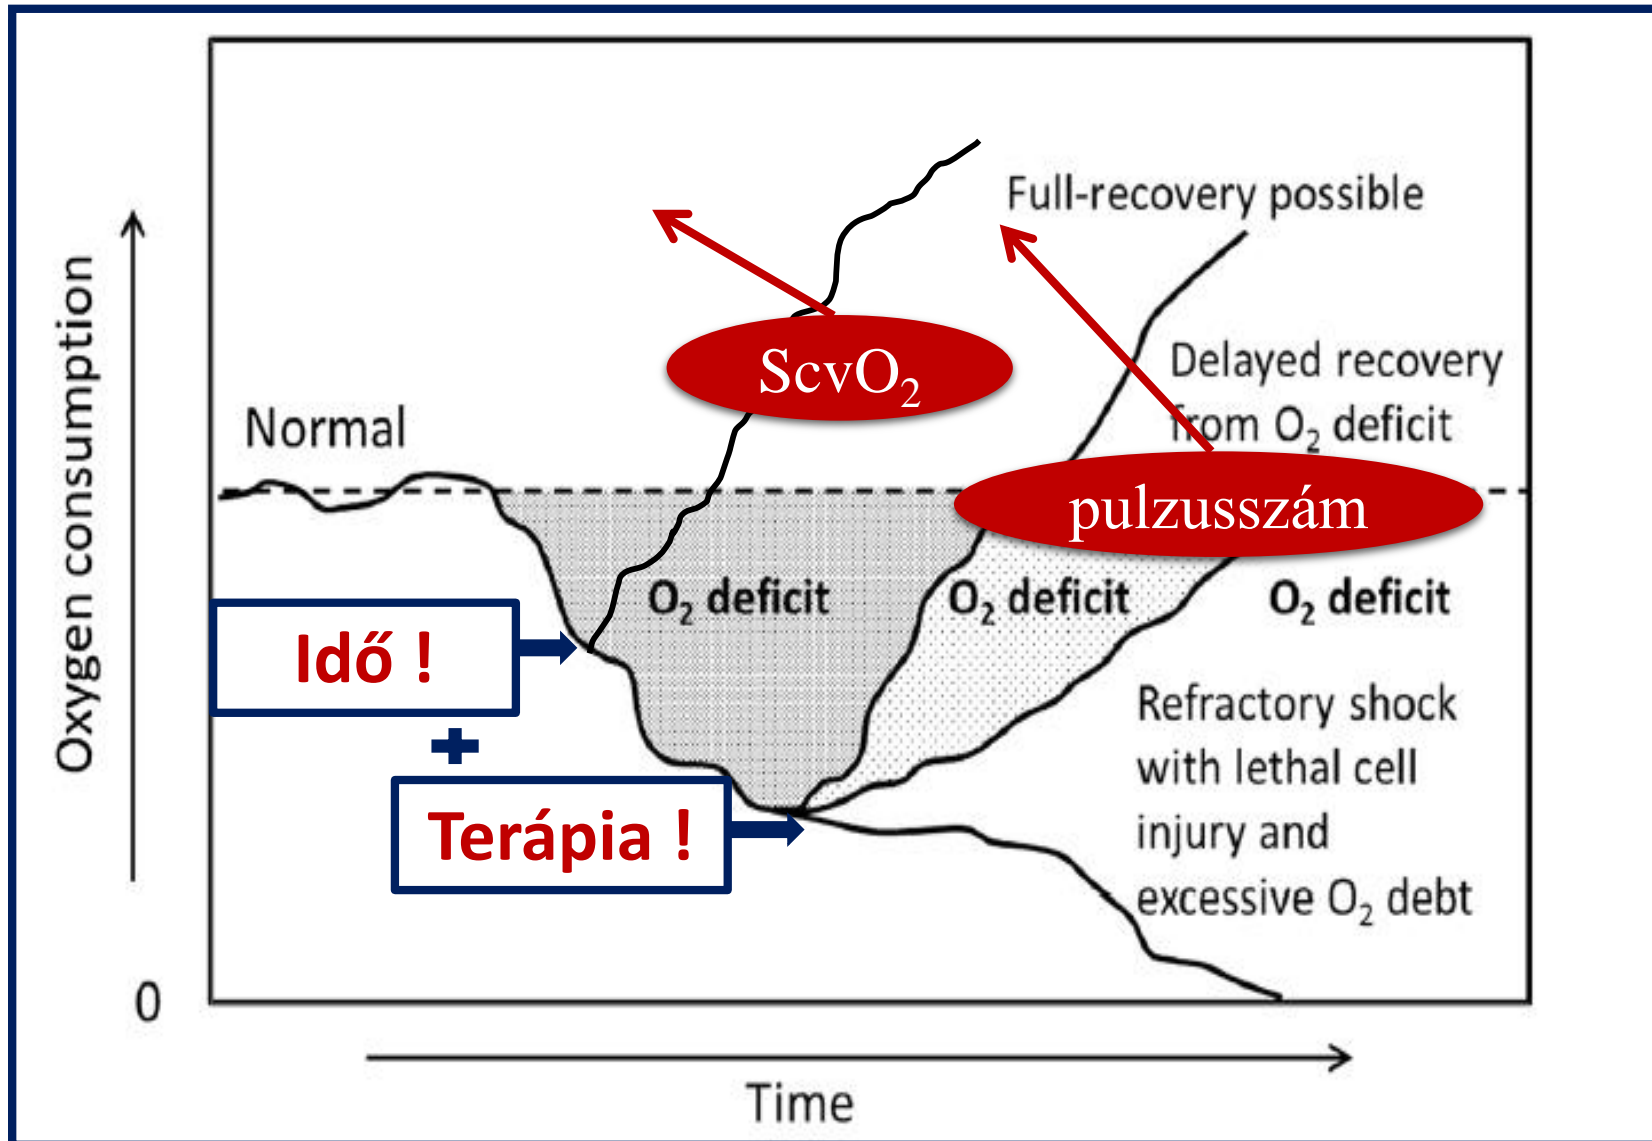 Full-recovery possible
Delayed recovery
from O₂ deficit
ScvO₂
Normal
pulzusszám
O₂ deficit
O₂ deficit
O₂ deficit
Idő !
+
Terápia !
Refractory shock
with lethal cell
injury and
excessive O₂ debt
Oxygen consumption
0
Time